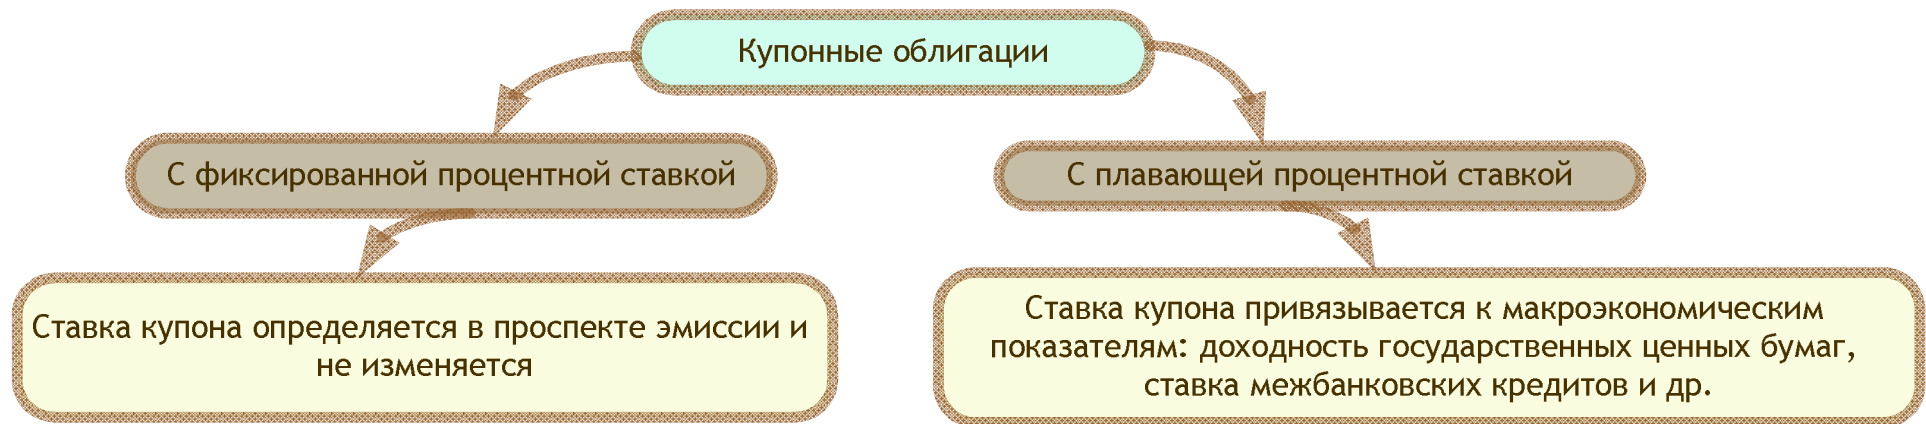 Купонные облигации
С фиксированной процентной ставкой
С плавающей процентной ставкой
Ставка купона определяется в проспекте эмиссии и
не изменяется
Ставка купона привязывается к макроэкономическим
показателям: доходность государственных ценных бумаг,
ставка межбанковских кредитов и др.